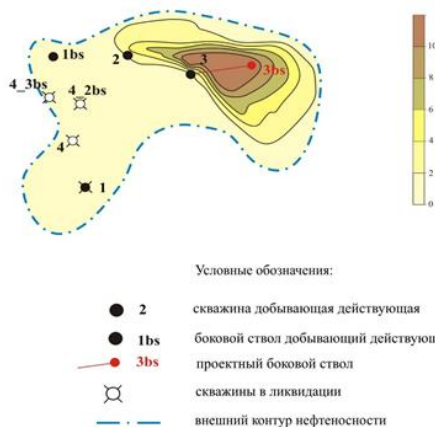 10
8
6
4
2
0
1bs
2
3
3bs
4_3bs
4_2bs
4
1
Условные обозначения:
2 скважина добывающая действующая
1bs боковой ствол добывающий действующ
3bs проектный боковой ствол
скважины в ликвидации
внешний контур нефтеносности